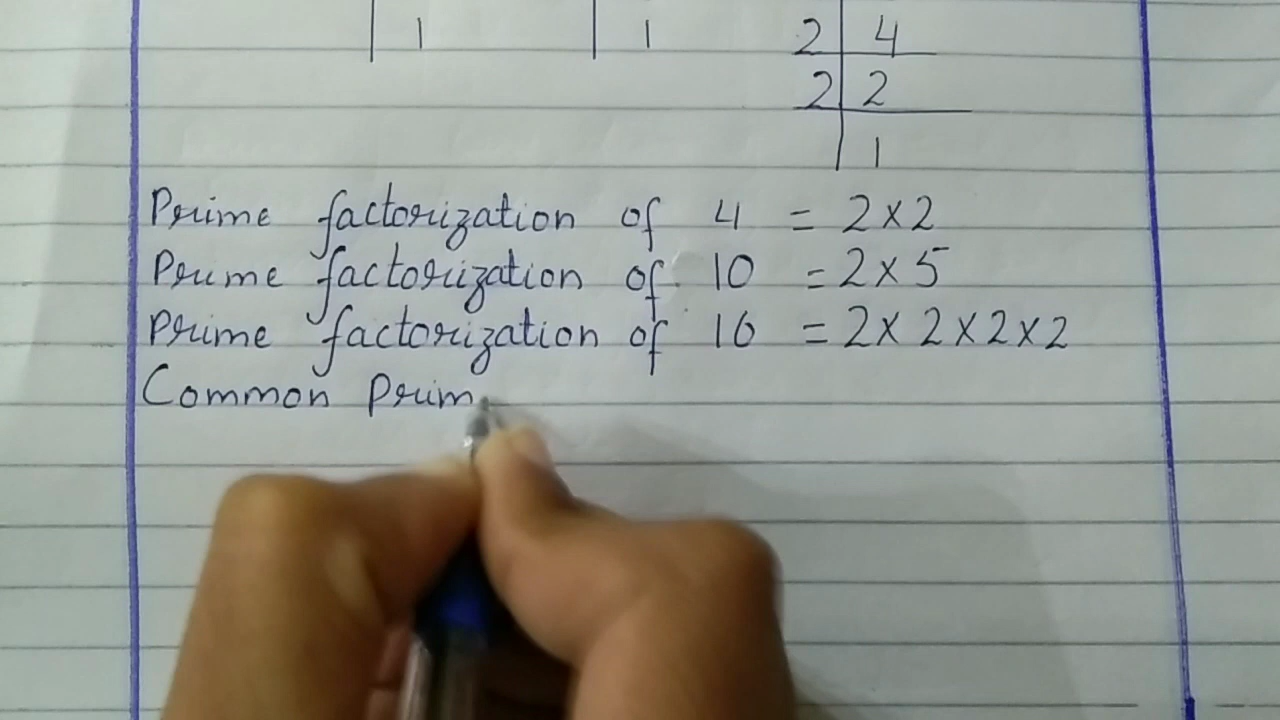 1 1 2 4
2 2
1
Prime factorization of 4 = 2×2
Prime factorization of 10 = 2×5
Prime factorization of 16 = 2×2×2×2
Common Prim